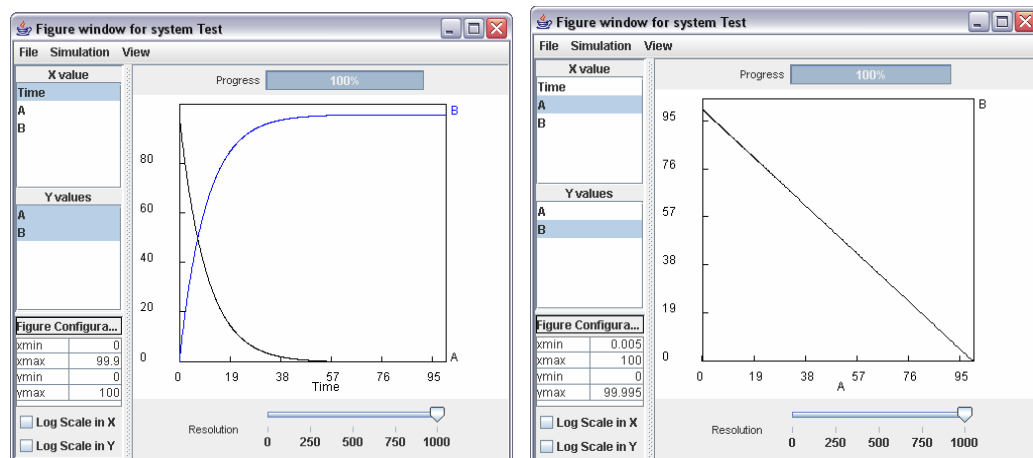 Figure window for system Test
File Simulation View
X value
Time
A
B
Y values
A
B
Figure Configura...
xmin 0
xmax 99.9
ymin 0
ymax 100
Log Scale in X
Log Scale in Y
Progress 100%
B
80
60
40
20
0
A
0 19 38 57 76 95
Time
Resolution
0 250 500 750 1000
Figure window for system Test
File Simulation View
X value
Time
A
B
Y values
A
B
Figure Configura...
xmin 0.005
xmax 100
ymin 0
ymax 99.995
Log Scale in X
Log Scale in Y
Progress 100%
B
95
76
57
38
19
0
0 19 38 57 76 95
A
Resolution
0 250 500 750 1000